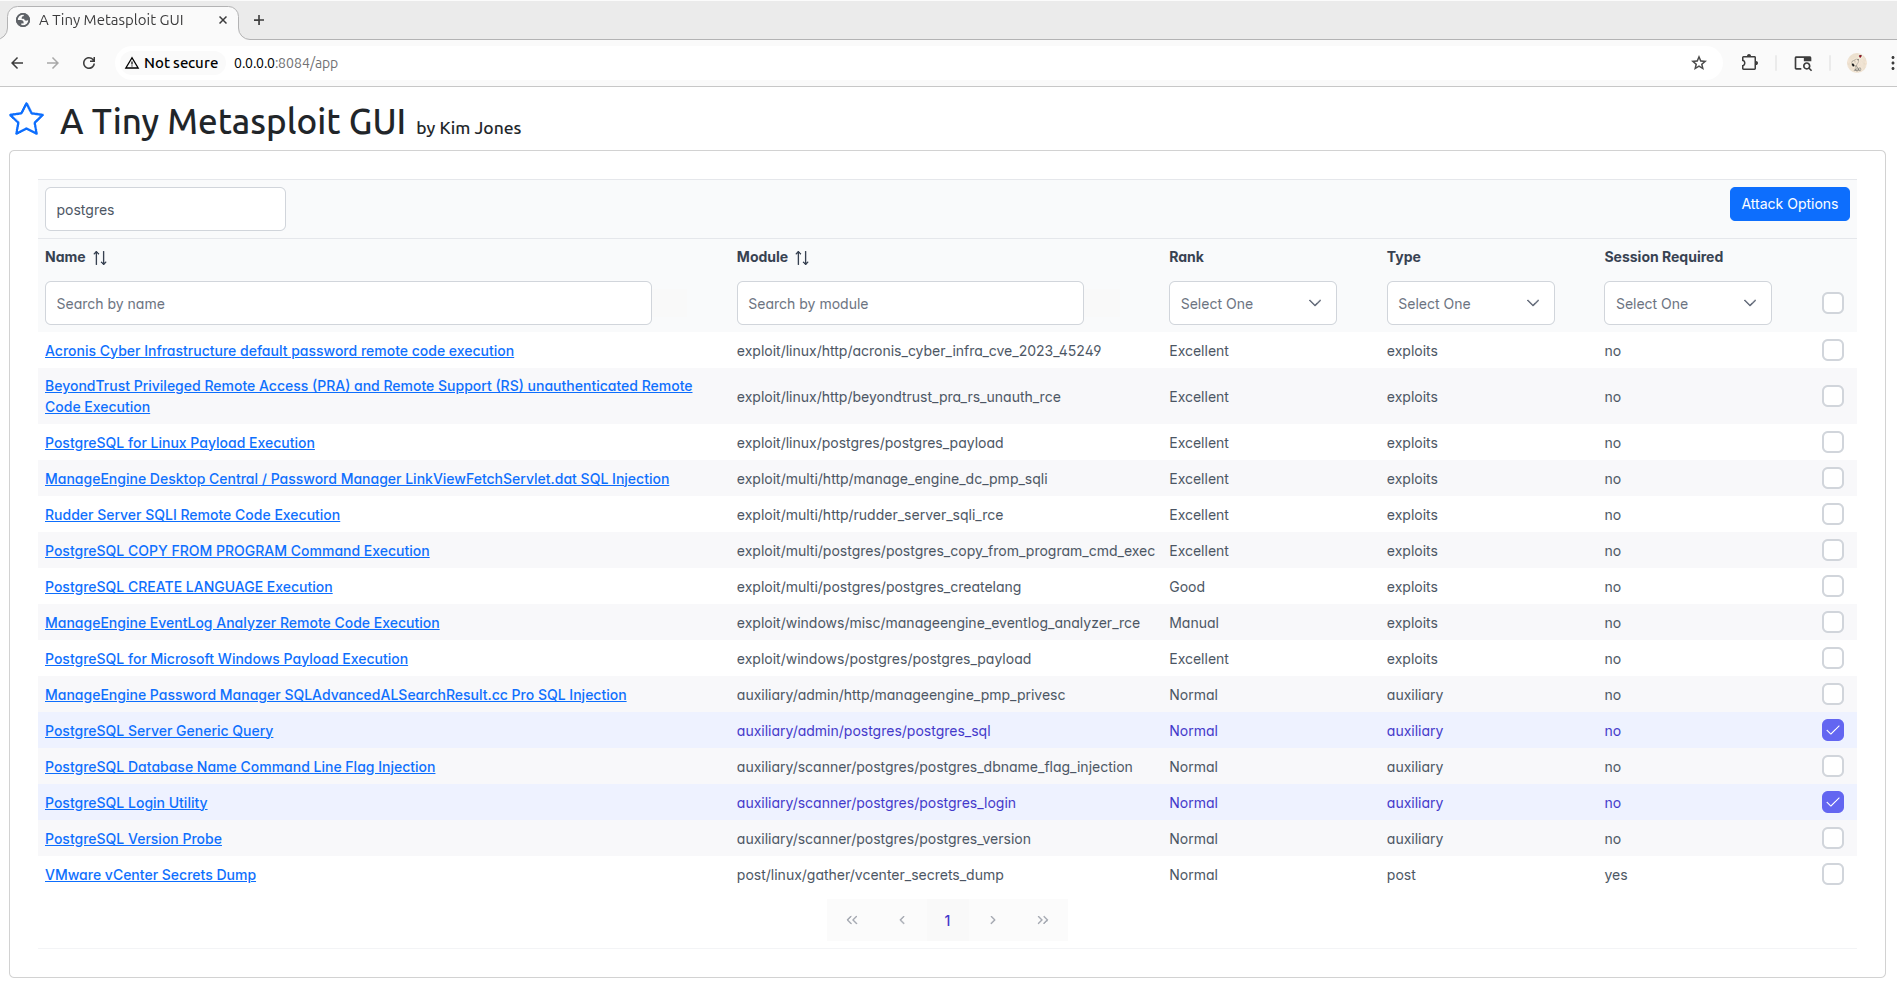 A Tiny Metasploit GUI
Not secure 0.0.0.0:8084/app
A Tiny Metasploit GUI by Kim Jones
postgres
Attack Options
Name Module Rank Type Session Required
Search by name Search by module Select One Select One Select One
Acronis Cyber Infrastructure default password remote code execution exploit/linux/http/acronis_cyber_infra_cve_2023_45249 Excellent exploits no
BeyondTrust Privileged Remote Access (PRA) and Remote Support (RS) unauthenticated Remote
Code Execution exploit/linux/http/beyondtrust_pra_rs_unauth_rce Excellent exploits no
PostgreSQL for Linux Payload Execution exploit/linux/postgres/postgres_payload Excellent exploits no
ManageEngine Desktop Central / Password Manager LinkViewFetchServlet.dat SQL Injection exploit/multi/http/manage_engine_dc_pmp_sqli Excellent exploits no
Rudder Server SQLI Remote Code Execution exploit/multi/http/rudder_server_sqli_rce Excellent exploits no
PostgreSQL COPY FROM PROGRAM Command Execution exploit/multi/postgres/postgres_copy_from_program_cmd_exec Excellent exploits no
PostgreSQL CREATE LANGUAGE Execution exploit/multi/postgres/postgres_createlang Good exploits no
ManageEngine EventLog Analyzer Remote Code Execution exploit/windows/misc/manageengine_eventlog_analyzer_rce Manual exploits no
PostgreSQL for Microsoft Windows Payload Execution exploit/windows/postgres/postgres_payload Excellent exploits no
ManageEngine Password Manager SQLAdvancedALSearchResult.cc Pro SQL Injection auxiliary/admin/http/manageengine_pmp_privesc Normal auxiliary no
PostgreSQL Server Generic Query auxiliary/admin/postgres/postgres_sql Normal auxiliary no
PostgreSQL Database Name Command Line Flag Injection auxiliary/scanner/postgres/postgres_dbname_flag_injection Normal auxiliary no
PostgreSQL Login Utility auxiliary/scanner/postgres/postgres_login Normal auxiliary no
PostgreSQL Version Probe auxiliary/scanner/postgres/postgres_version Normal auxiliary no
VMware vCenter Secrets Dump post/linux/gather/vcenter_secrets_dump Normal post yes
1